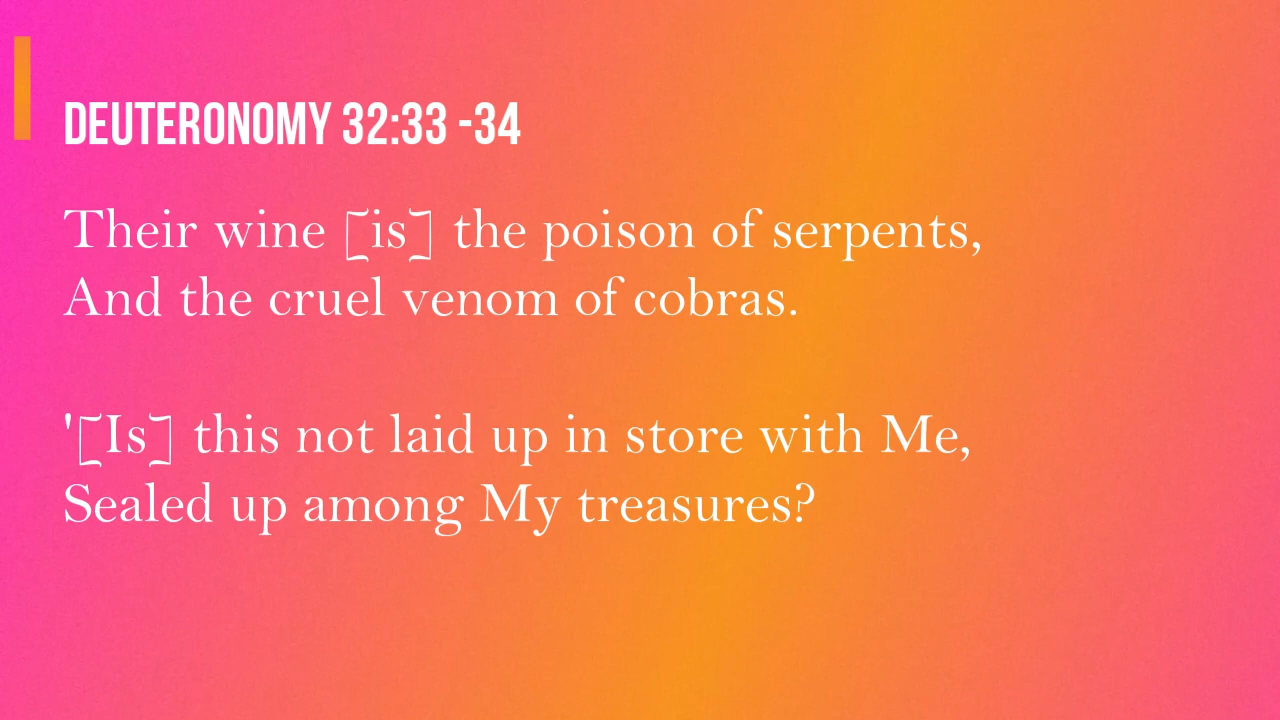 DEUTERONOMY 32:33 -34
Their wine [is] the poison of serpents,
And the cruel venom of cobras.
'[Is] this not laid up in store with Me,
Sealed up among My treasures?